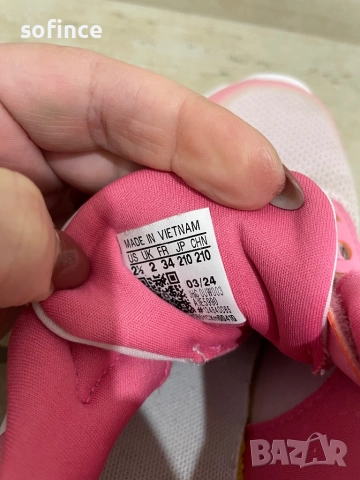 sofince
MADE IN VIETNAM
US UK FR JP CHN
2½ 2 34 210 210
03/24
BAZAR